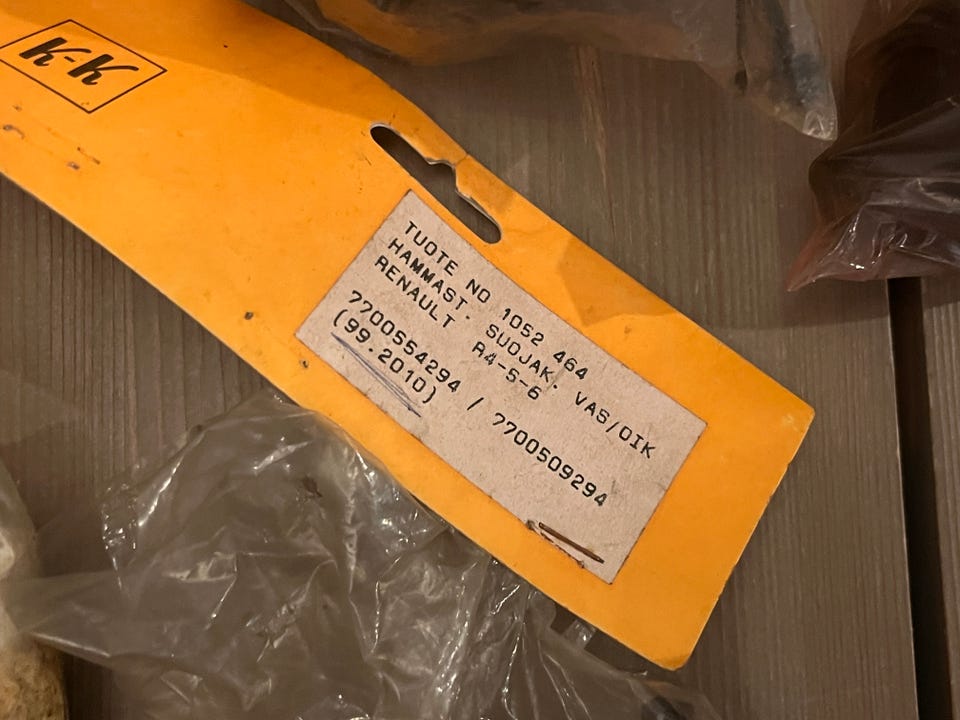 K-K
TUOTE NO 1052 464
HAMMAST. SUOJAK. VAS/OIK
RENAULT R4-5-6
7700554294 / 7700509294
(99.2010)